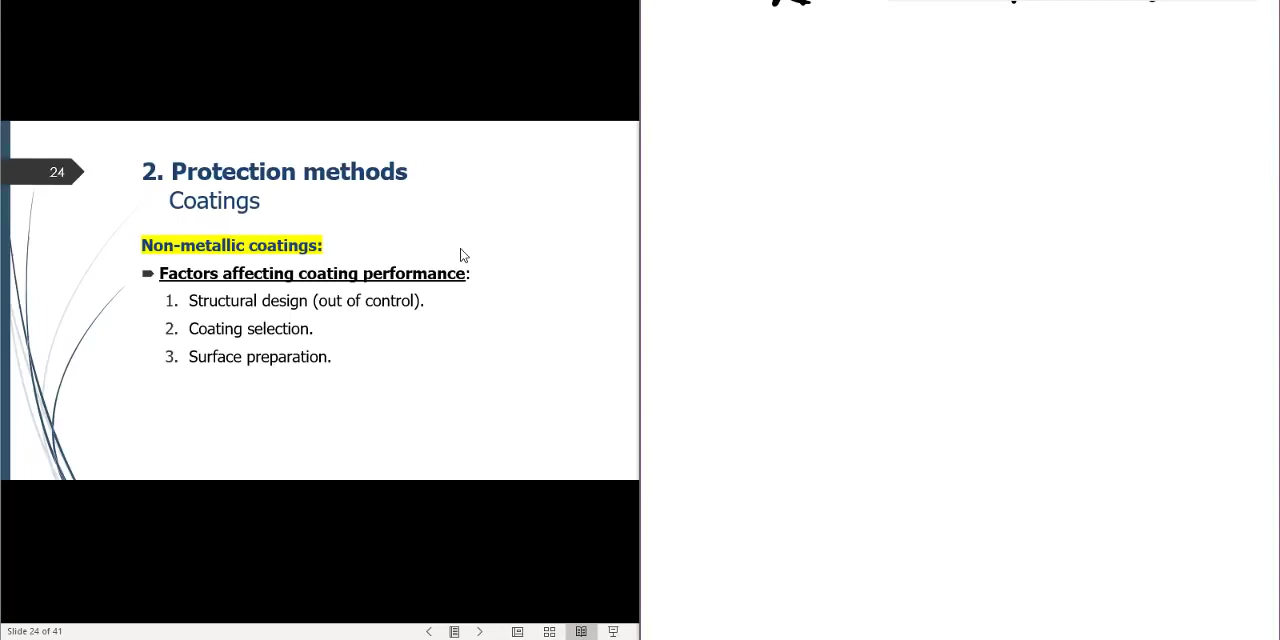 24
2. Protection methods
Coatings
Non-metallic coatings:
Factors affecting coating performance:
1. Structural design (out of control).
2. Coating selection.
3. Surface preparation.
Slide 24 of 41